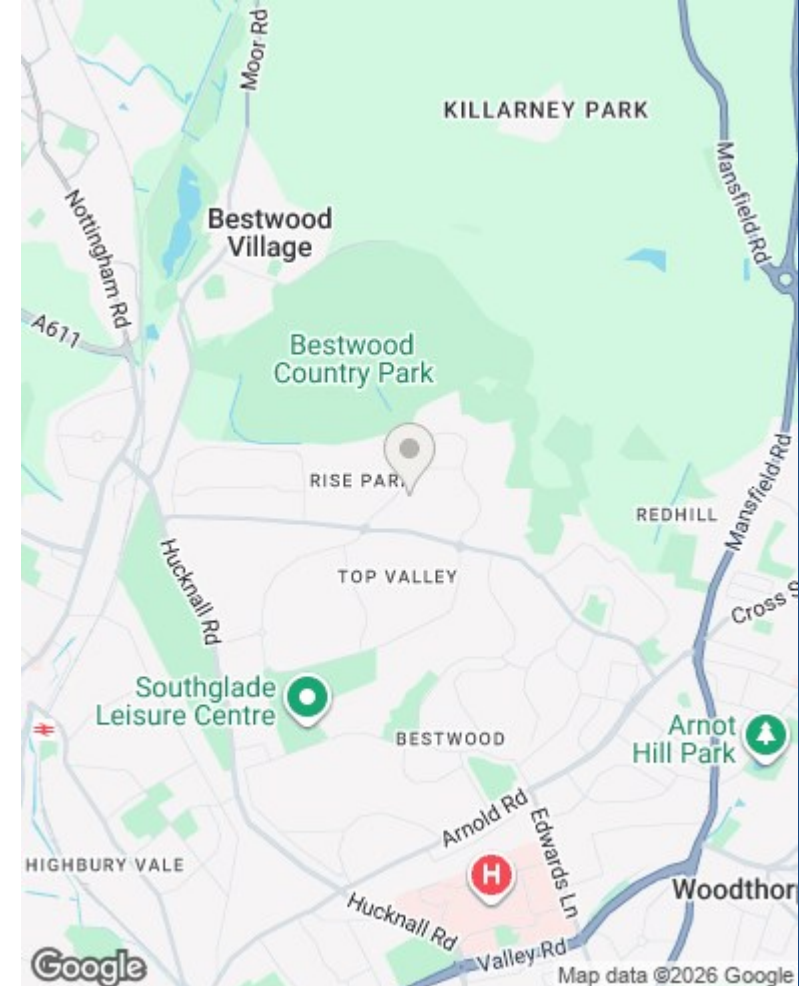 Moor Rd
KILLARNEY PARK
Mansfield Rd
Nottingham Rd
Bestwood
Village
A611
Bestwood
Country Park
RISE PAR
Mansfield Rd
REDHILL
Hucknall Rd
TOP VALLEY
Cross S
Southglade
Leisure Centre
Arnot
Hill Park
BESTWOOD
Arnold Rd
Edwards Ln
HIGHBURY VALE
H
Woodthor
Hucknall Rd
Valley Rd
Google
Map data ©2026 Google